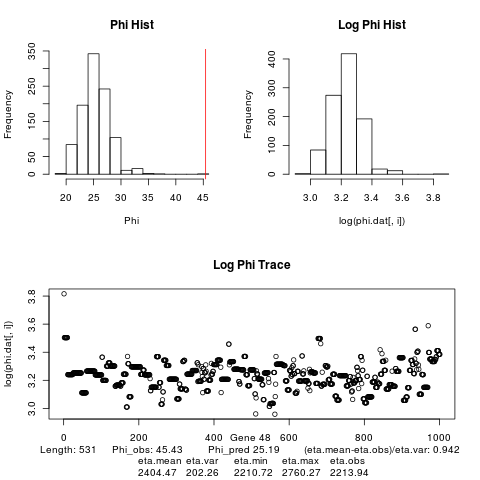 Phi Hist
Log Phi Hist
Frequency
0 50 150 250 350
20 25 30 35 40 45
Phi
Frequency
0 100 200 300 400
3.0 3.2 3.4 3.6 3.8
log(phi.dat[, i])
Log Phi Trace
log(phi.dat[, i])
3.0 3.2 3.4 3.6 3.8
0 200 400 600 800 1000
Gene 48
Length: 531 Phi_obs: 45.43 Phi_pred 25.19 (eta.mean-eta.obs)/eta.var: 0.942
eta.mean eta.var eta.min eta.max eta.obs
2404.47 202.26 2210.72 2760.27 2213.94